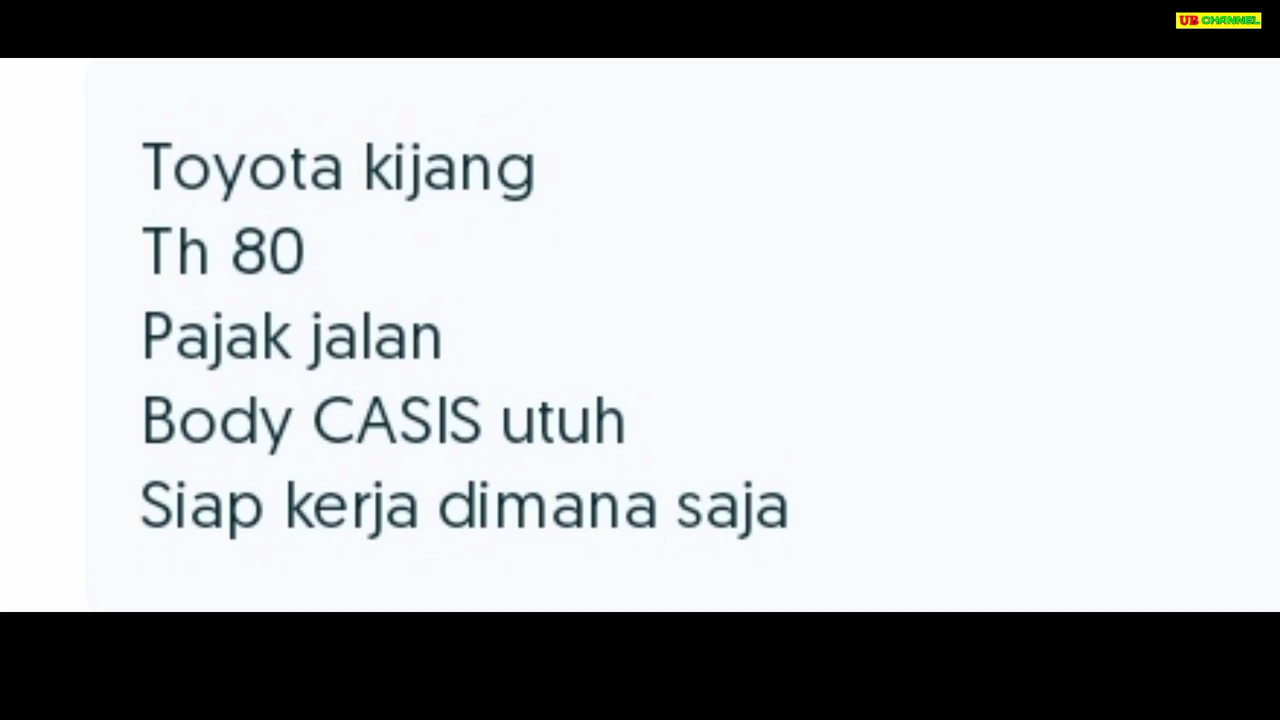 UB CHANNEL
Toyota kijang
Th 80
Pajak jalan
Body CASIS utuh
Siap kerja dimana saja